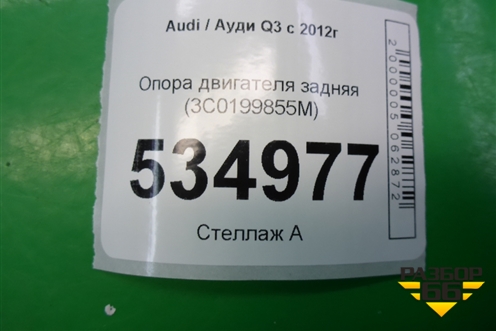 Audi / Ауди Q3 с 2012г
Опора двигателя задняя
(3C0199855M)
534977
Стеллаж А
2000005062872
РАЗБОР
66